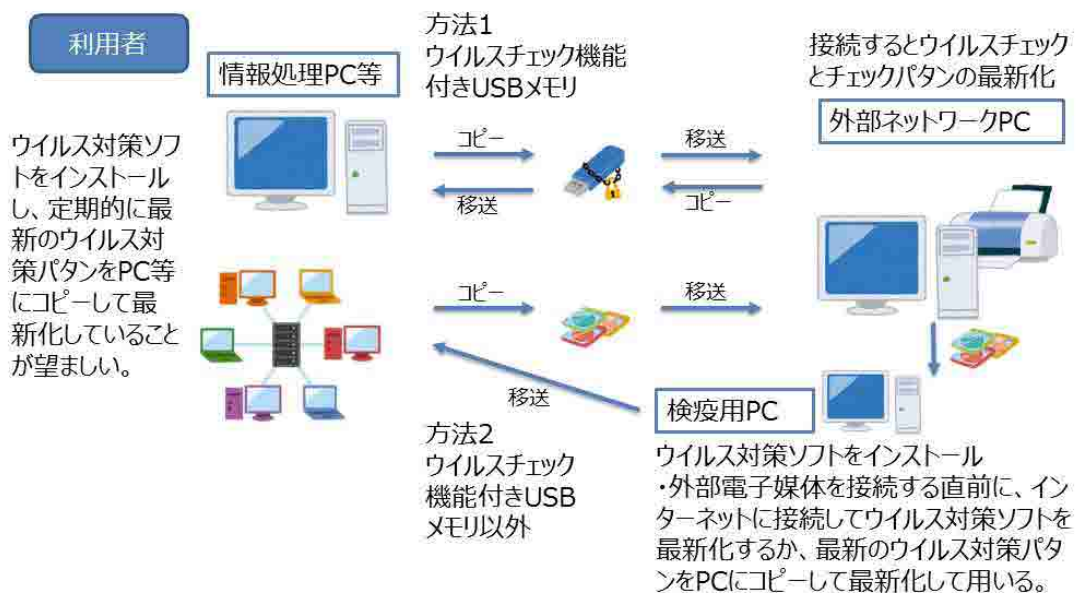 利用者
情報処理PC等
方法1
ウイルスチェック機能
付きUSBメモリ
接続するとウイルスチェック
とチェックパタンの最新化
外部ネットワークPC
ウイルス対策ソフ
トをインストール
し、定期的に最
新のウイルス対
策パタンをPC等
にコピーして最
新化していること
が望ましい。
コピー
移送
移送
コピー
コピー
移送
移送
方法2
ウイルスチェック
機能付きUSB
メモリ以外
検疫用PC
ウイルス対策ソフトをインストール
・外部電子媒体を接続する直前に、イン
ターネットに接続してウイルス対策ソフトを
最新化するか、最新のウイルス対策パタ
ンをPCにコピーして最新化して用いる。